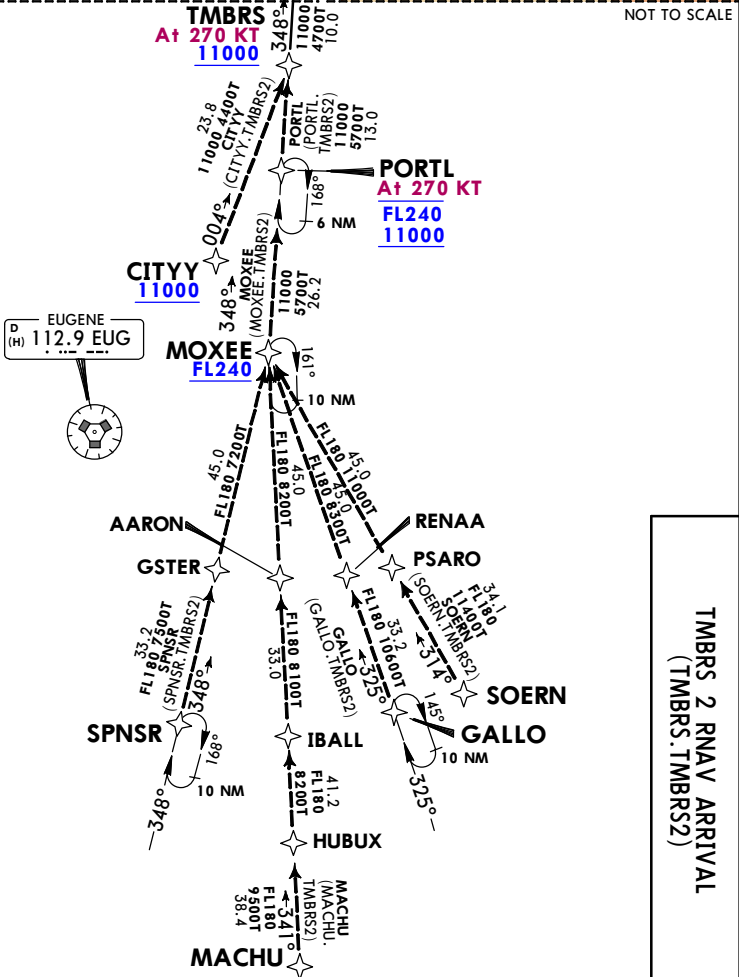 NOT TO SCALE
TMBRS
At 270 KT
11000
348°
11000
4700T
10.0
23.8
11000 4400T
CITYY
(CITYY.TMBRS2)
004°
PORTL
(PORTL.
TMBRS2)
11000
5700T
13.0
PORTL
At 270 KT
FL240
11000
168°
6 NM
CITYY
11000
348°
MOXEE
(MOXEE.TMBRS2)
11000
5700T
26.2
EUGENE
D
(H) 112.9 EUG
MOXEE
FL240
161°
10 NM
45.0
FL180 7200T
45.0
FL180 8200T
45.0
FL180 8300T
45.0
FL180 11000T
AARON
RENAA
GSTER
PSARO
33.2
FL180 7500T
SPNSR
(SPNSR.TMBRS2)
348°
FL180 8100T
33.0
33.2
FL180 10600T
GALLO
(GALLO.TMBRS2)
325°
34.1
FL180
11400T
SOERN
(SOERN.TMBRS2)
314°
SOERN
SPNSR
168°
10 NM
348°
IBALL
145°
GALLO
10 NM
325°
41.2
FL180
8200T
HUBUX
MACHU
(MACHU.
TMBRS2)
341°
FL180
9500T
38.4
MACHU
TMBRS 2 RNAV ARRIVAL
(TMBRS.TMBRS2)